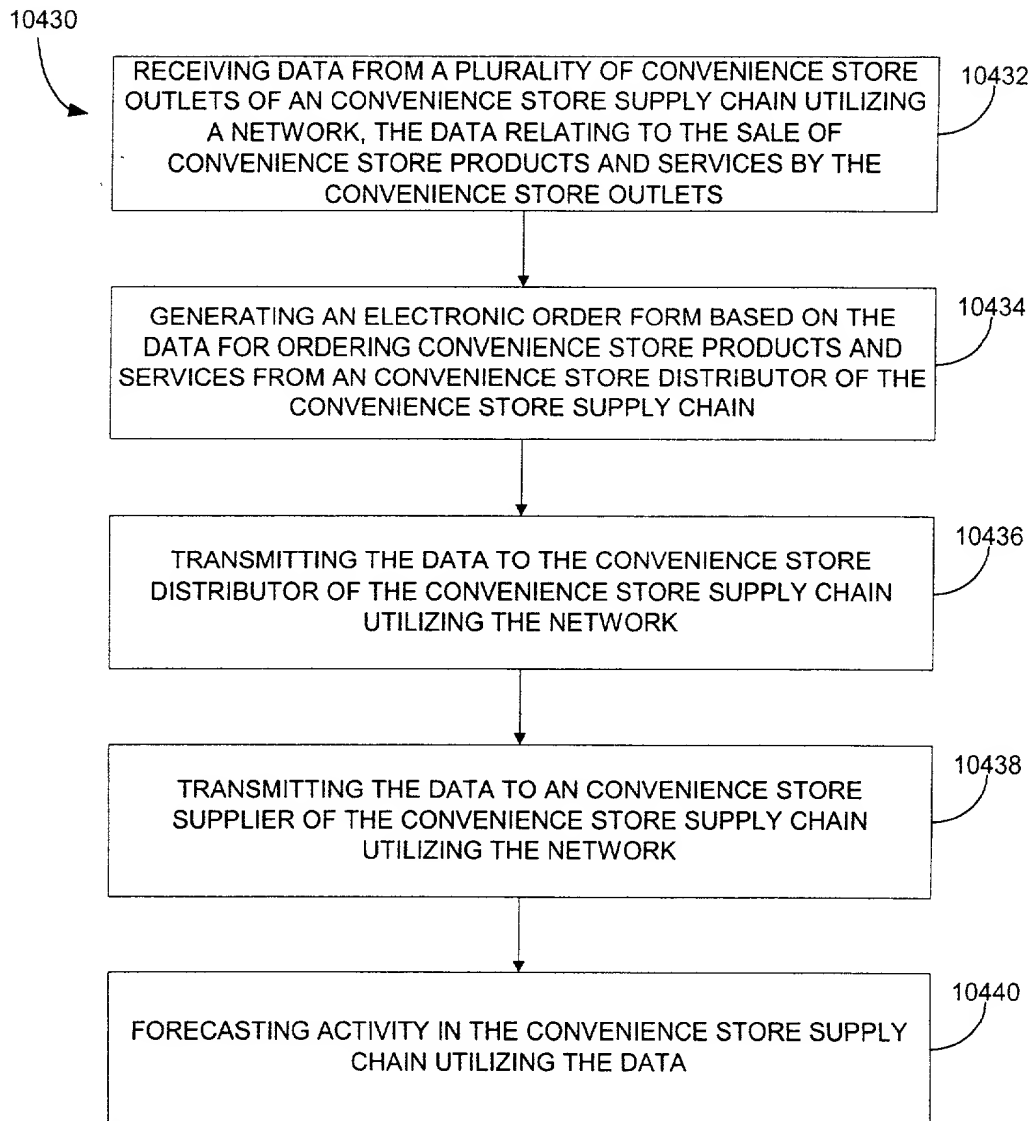 10430
RECEIVING DATA FROM A PLURALITY OF CONVENIENCE STORE
OUTLETS OF AN CONVENIENCE STORE SUPPLY CHAIN UTILIZING
A NETWORK, THE DATA RELATING TO THE SALE OF
CONVENIENCE STORE PRODUCTS AND SERVICES BY THE
CONVENIENCE STORE OUTLETS
10432
GENERATING AN ELECTRONIC ORDER FORM BASED ON THE
DATA FOR ORDERING CONVENIENCE STORE PRODUCTS AND
SERVICES FROM AN CONVENIENCE STORE DISTRIBUTOR OF THE
CONVENIENCE STORE SUPPLY CHAIN
10434
TRANSMITTING THE DATA TO THE CONVENIENCE STORE
DISTRIBUTOR OF THE CONVENIENCE STORE SUPPLY CHAIN
UTILIZING THE NETWORK
10436
TRANSMITTING THE DATA TO AN CONVENIENCE STORE
SUPPLIER OF THE CONVENIENCE STORE SUPPLY CHAIN
UTILIZING THE NETWORK
10438
FORECASTING ACTIVITY IN THE CONVENIENCE STORE SUPPLY
CHAIN UTILIZING THE DATA
10440